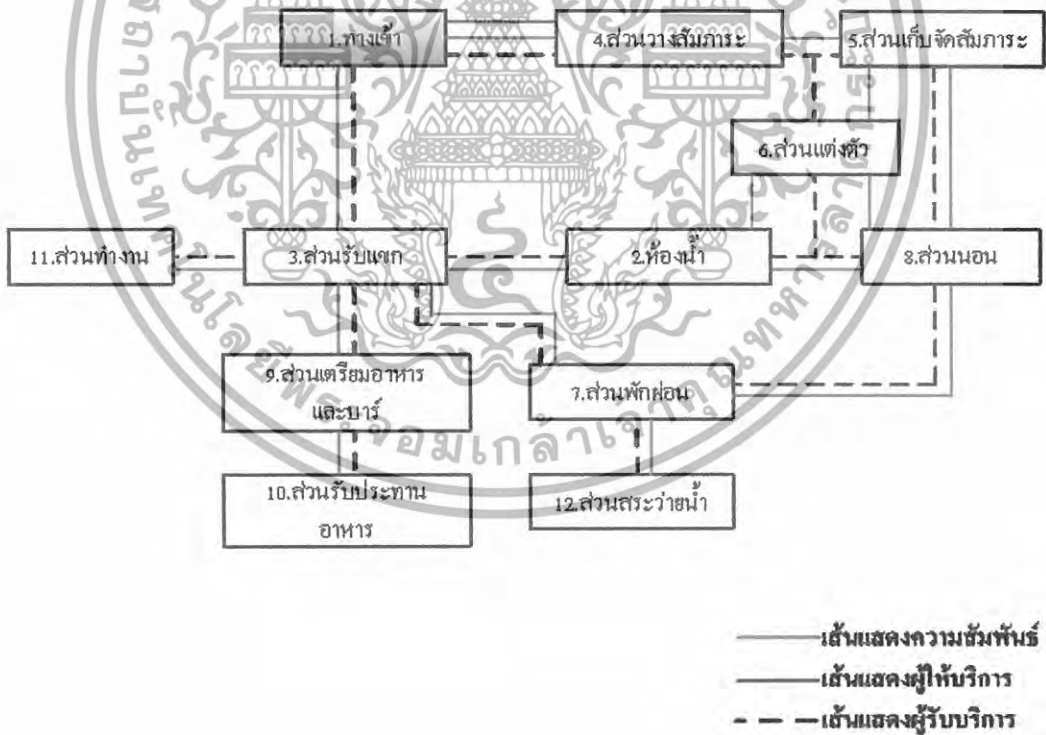 1.ทางเข้า
4.ส่วนวางสัมภาระ
5.ส่วนเก็บจัดสัมภาระ
6.ส่วนแต่งตัว
11.ส่วนทำงาน
3.ส่วนรับแขก
2.ห้องน้ำ
8.ส่วนนอน
9.ส่วนเตรียมอาหาร
และบาร์
7.ส่วนพักผ่อน
10.ส่วนรับประทาน
อาหาร
12.ส่วนสระว่ายน้ำ
เส้นแสดงความสัมพันธ์
เส้นแสดงผู้ให้บริการ
เส้นแสดงผู้รับบริการ